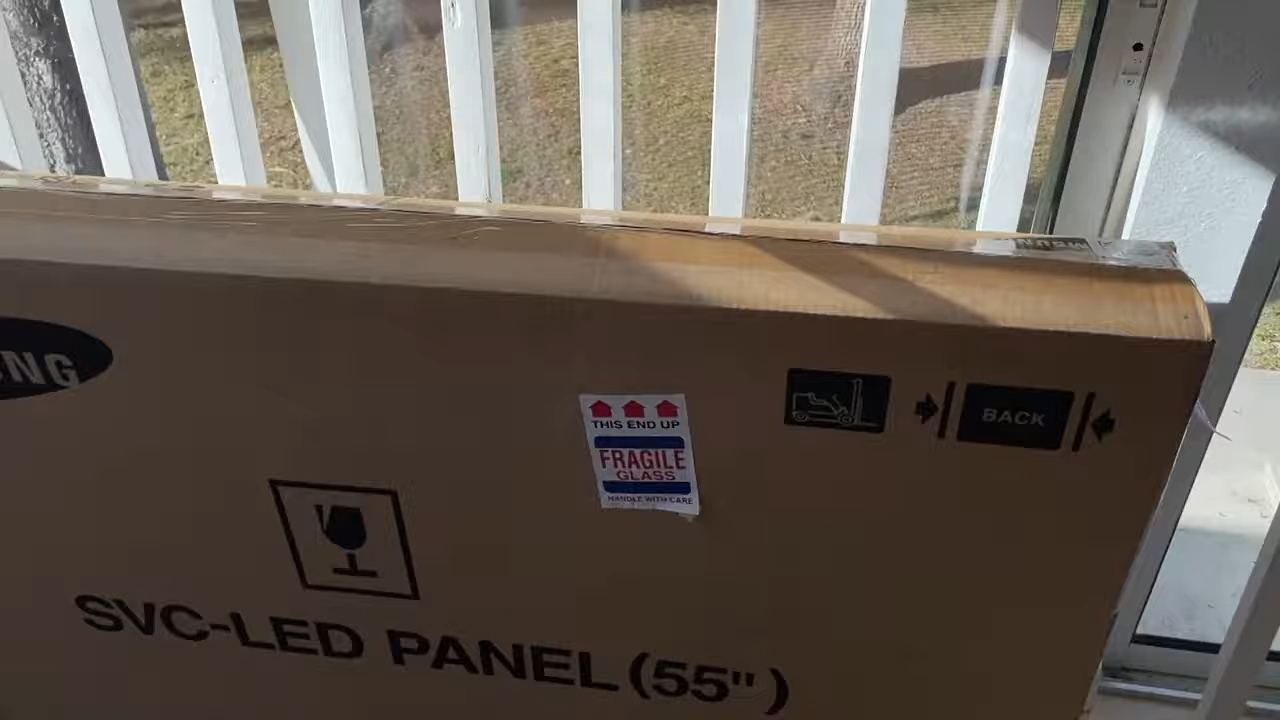 NG
THIS END UP
FRAGILE
GLASS
HANDLE WITH CARE
BACK
SVC-LED PANEL (55")